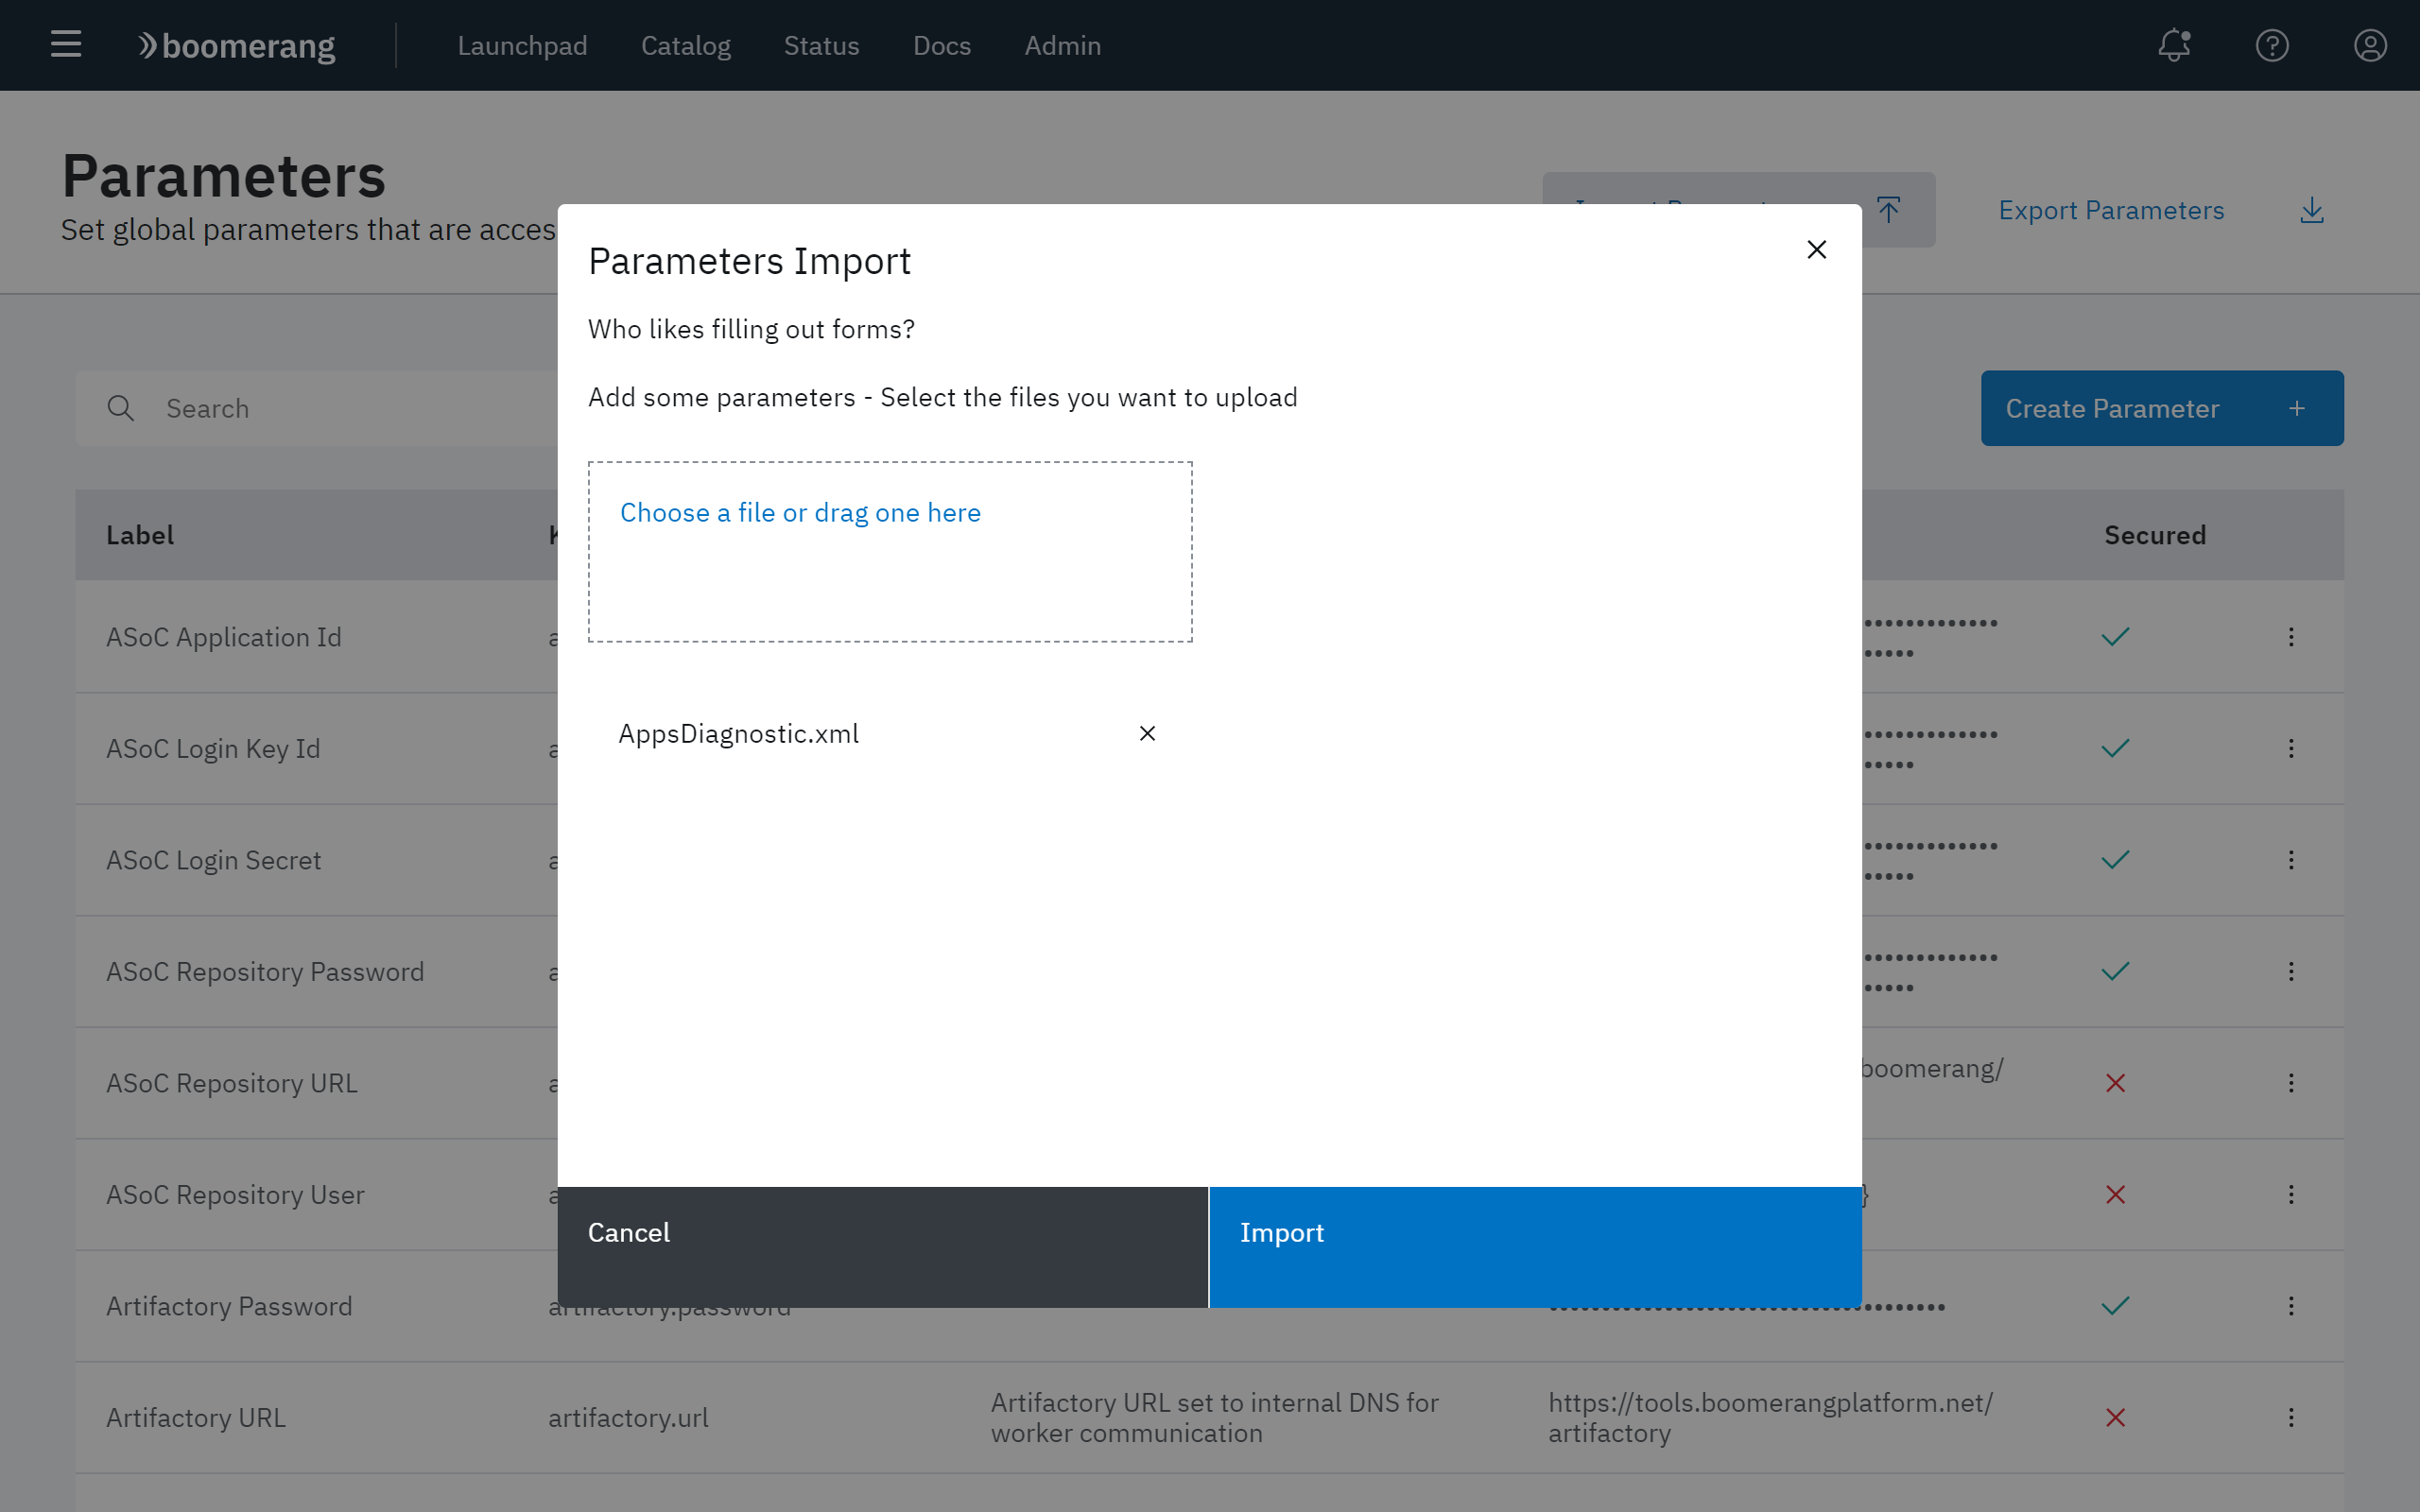 boomerang
Launchpad
Catalog
Status
Docs
Admin
Parameters
Set global parameters that are acces
Export Parameters
Parameters Import
Who likes filling out forms?
Add some parameters - Select the files you want to upload
Choose a file or drag one here
AppsDiagnostic.xml
Cancel
Import
Search
Create Parameter
Label
Secured
ASoC Application Id
ASoC Login Key Id
ASoC Login Secret
ASoC Repository Password
ASoC Repository URL
boomerang/
ASoC Repository User
Artifactory Password
artifactory.password
Artifactory URL
artifactory.url
Artifactory URL set to internal DNS for
worker communication
https://tools.boomerangplatform.net/
artifactory